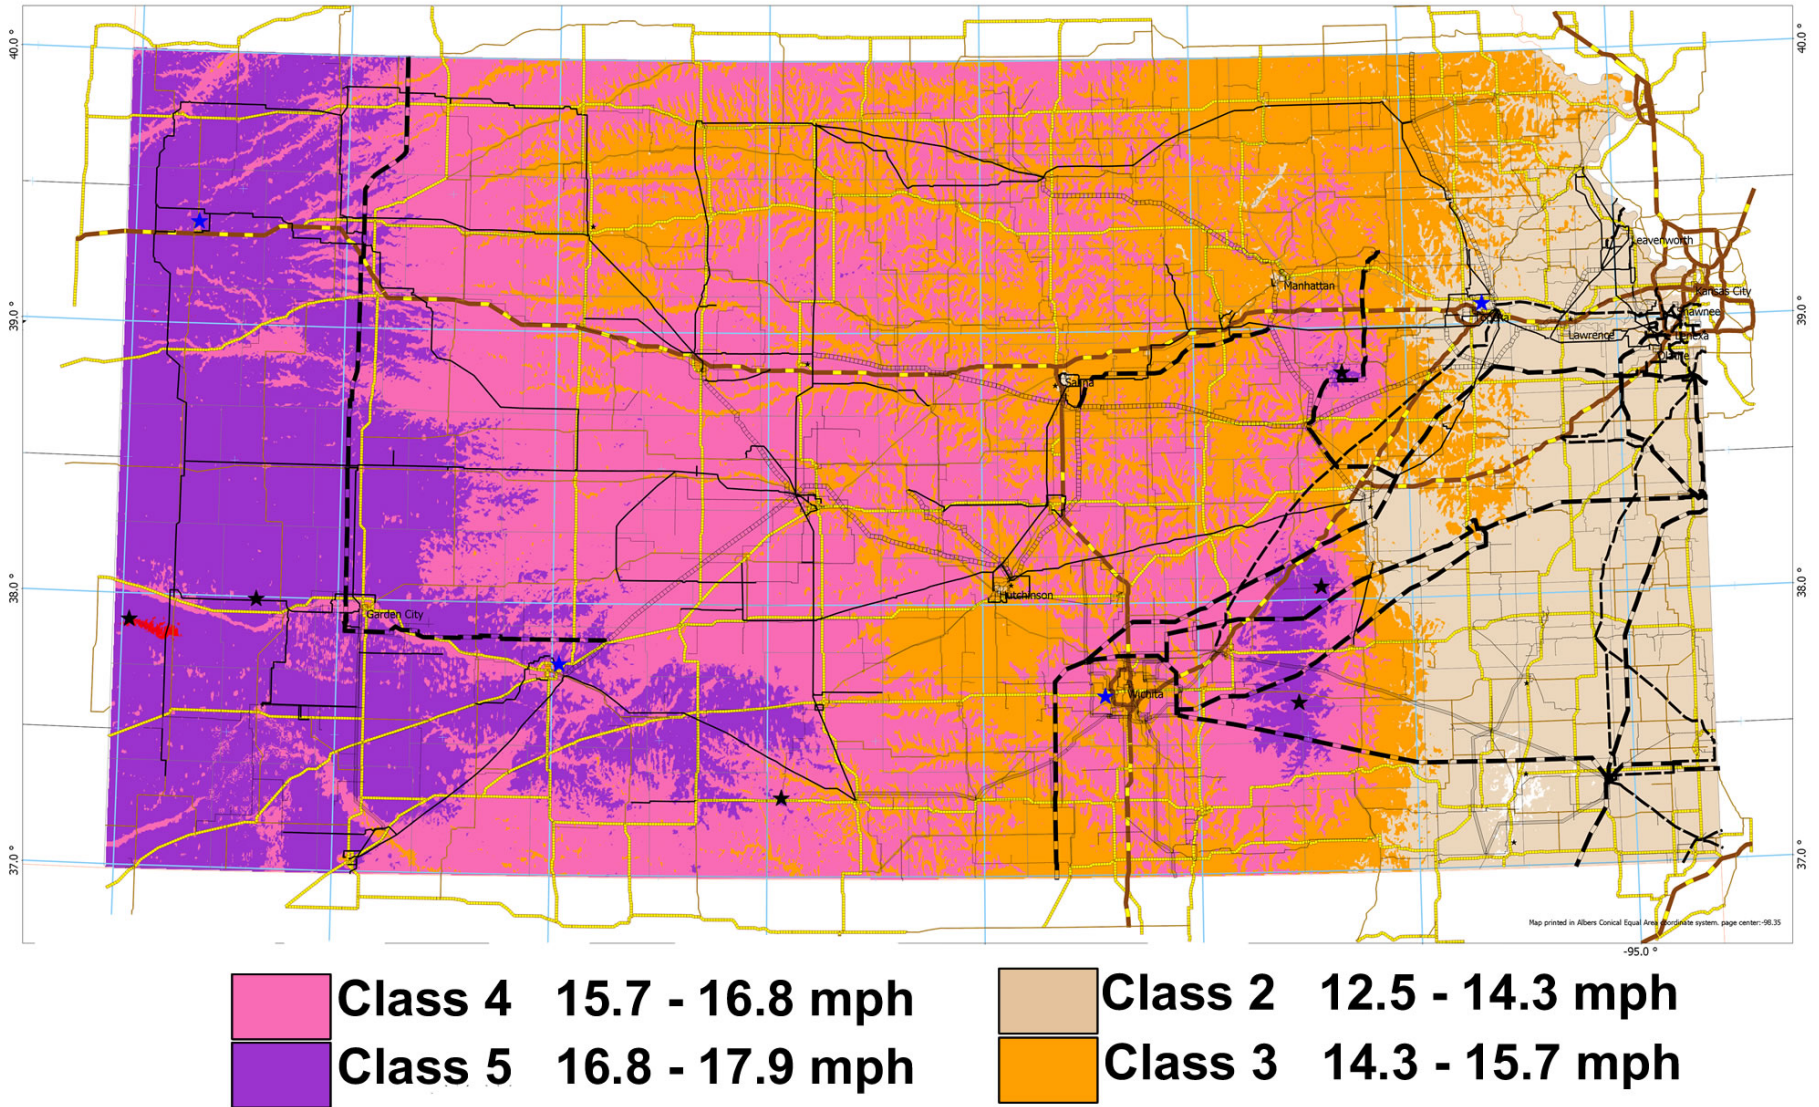 40.0 °
40.0 °
Leavenworth
Manhattan
Kansas City
39.0 °
39.0 °
Shawnee
Topeka
Lawrence
Lenexa
Olathe
Salina
38.0 °
38.0 °
Hutchinson
Garden City
Wichita
37.0 °
37.0 °
Map printed in Albers Conical Equal Area coordinate system. page center:-98.35
-95.0 °
Class 4 15.7 - 16.8 mph
Class 2 12.5 - 14.3 mph
Class 5 16.8 - 17.9 mph
Class 3 14.3 - 15.7 mph